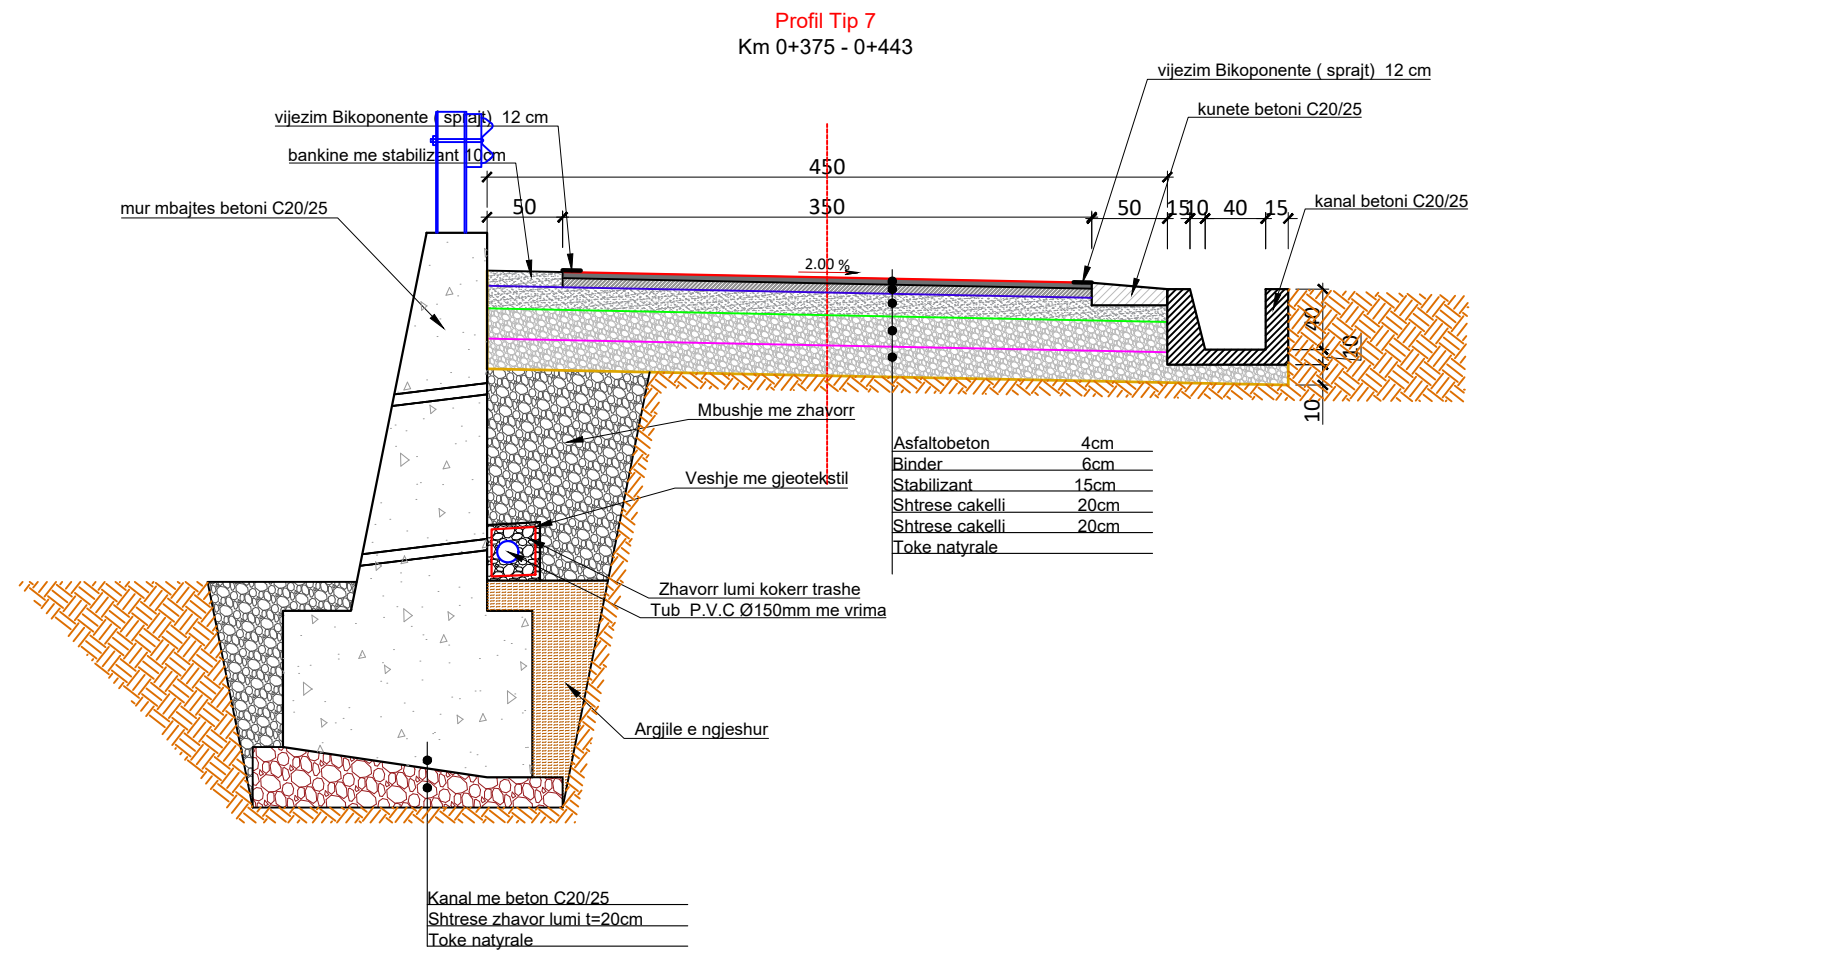 Profil Tip 7
Km 0+375 - 0+443
vijezim Bikoponente ( sprajt)  12 cm
kunete betoni C20/25
vijezim Bikoponente ( sprajt)  12 cm
bankine me stabilizant 10cm
450
mur mbajtes betoni C20/25
50
350
50
15
10
40
15
kanal betoni C20/25
2.00 %
40
10
10
Mbushje me zhavorr
Asfaltobeton 4cm
Binder 6cm
Stabilizant 15cm
Shtrese cakelli 20cm
Shtrese cakelli 20cm
Toke natyrale
Veshje me gjeotekstil
Zhavorr lumi kokerr trashe
Tub  P.V.C Ø150mm me vrima
Argjile e ngjeshur
Kanal me beton C20/25
Shtrese zhavor lumi t=20cm
Toke natyrale